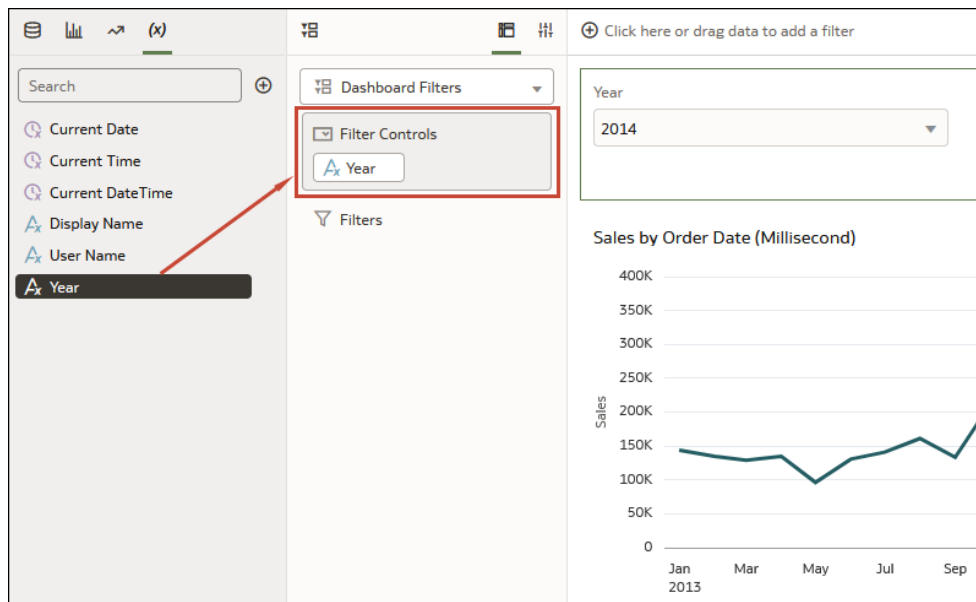 (x)
Search
Current Date
Current Time
Current DateTime
Display Name
User Name
Year
Dashboard Filters
Filter Controls
Year
Filters
Click here or drag data to add a filter
Year
2014
Sales by Order Date (Millisecond)
400K
350K
300K
250K
200K
150K
100K
50K
0
Sales
Jan Mar May Jul Sep
2013